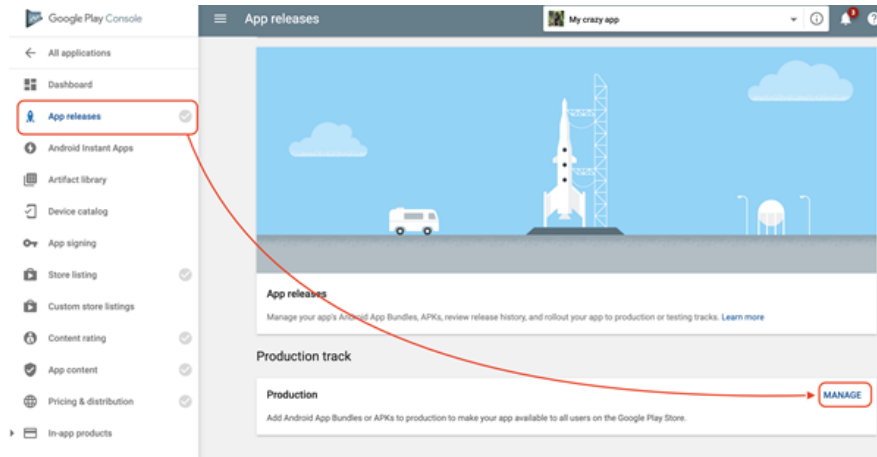 Google Play Console
App releases
My crazy app
3
All applications
Dashboard
App releases
Android Instant Apps
Artifact library
Device catalog
App signing
Store listing
Custom store listings
Content rating
App content
Pricing & distribution
In-app products
App releases
Manage your app's Android App Bundles, APKs, review release history, and rollout your app to production or testing tracks. Learn more
Production track
Production
MANAGE
Add Android App Bundles or APKs to production to make your app available to all users on the Google Play Store.